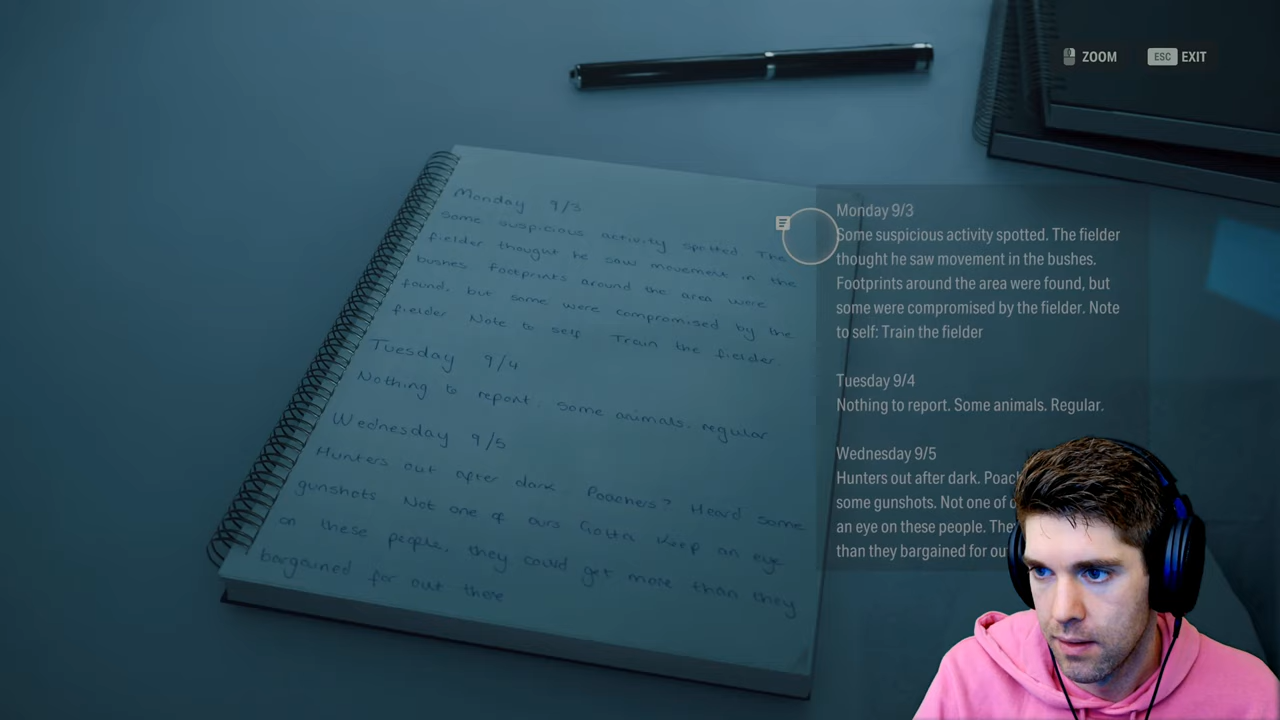 ZOOM
ESC EXIT
Monday 9/3
Some suspicious activity spotted The
fielder thought he saw movement in the
bushes. Footprints around the area were
found, but some were compromised by the
fielder Note to self Train the fielder.
Tuesday 9/4
Nothing to report. some animals. regular
Wednesday 9/5
Hunters out after dark. Poachers? Heard some
gunshots. Not one of ours Gotta keep an eye
on these people, they could get more than they
bargained for out there
Monday 9/3
Some suspicious activity spotted. The fielder
thought he saw movement in the bushes.
Footprints around the area were found, but
some were compromised by the fielder. Note
to self: Train the fielder
Tuesday 9/4
Nothing to report. Some animals. Regular.
Wednesday 9/5
Hunters out after dark.
some gunshots. Not one of
an eye on these people.
than they bargained for